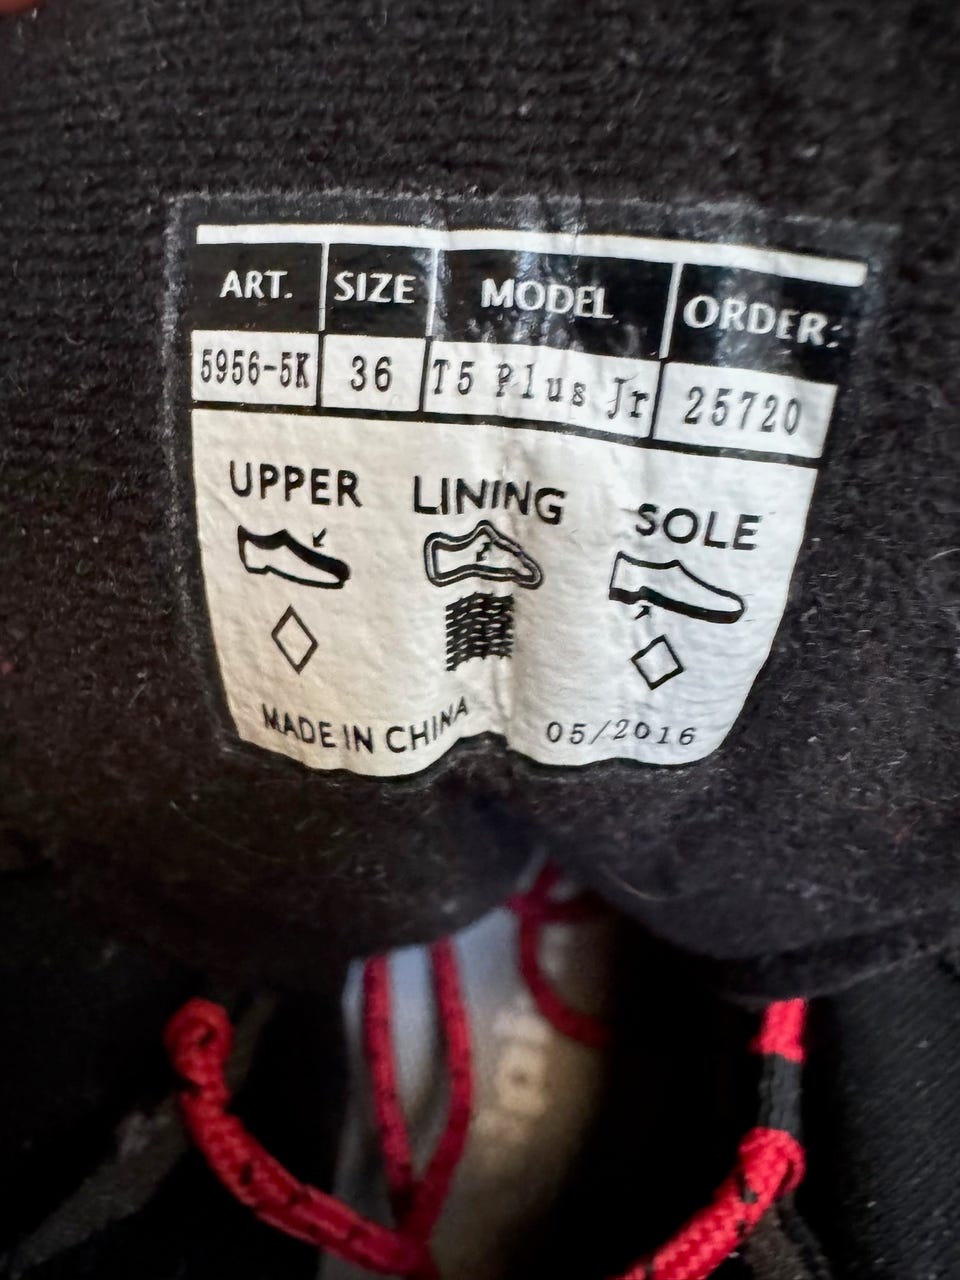 ART. SIZE MODEL ORDER:
5956-5K 36 T5 Plus Jr 25720
UPPER LINING SOLE
MADE IN CHINA 05/2016